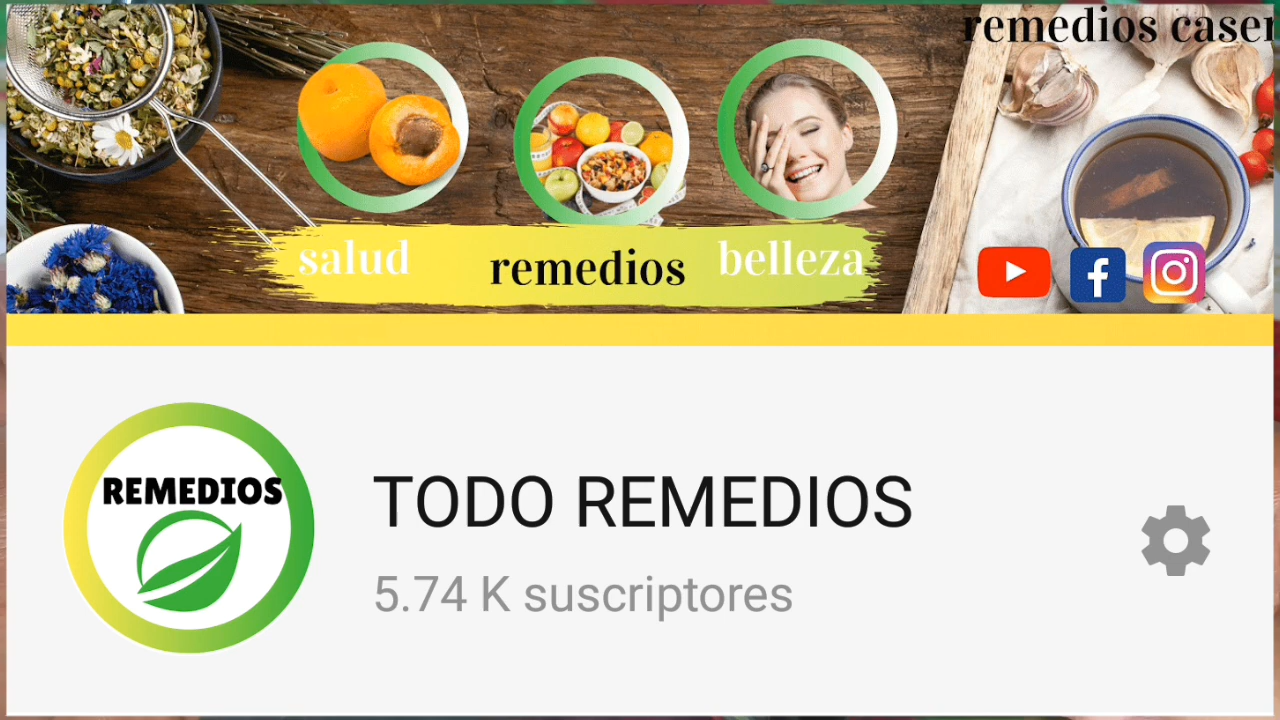 remedios caser
salud
remedios
belleza
REMEDIOS
TODO REMEDIOS
5.74 K suscriptores